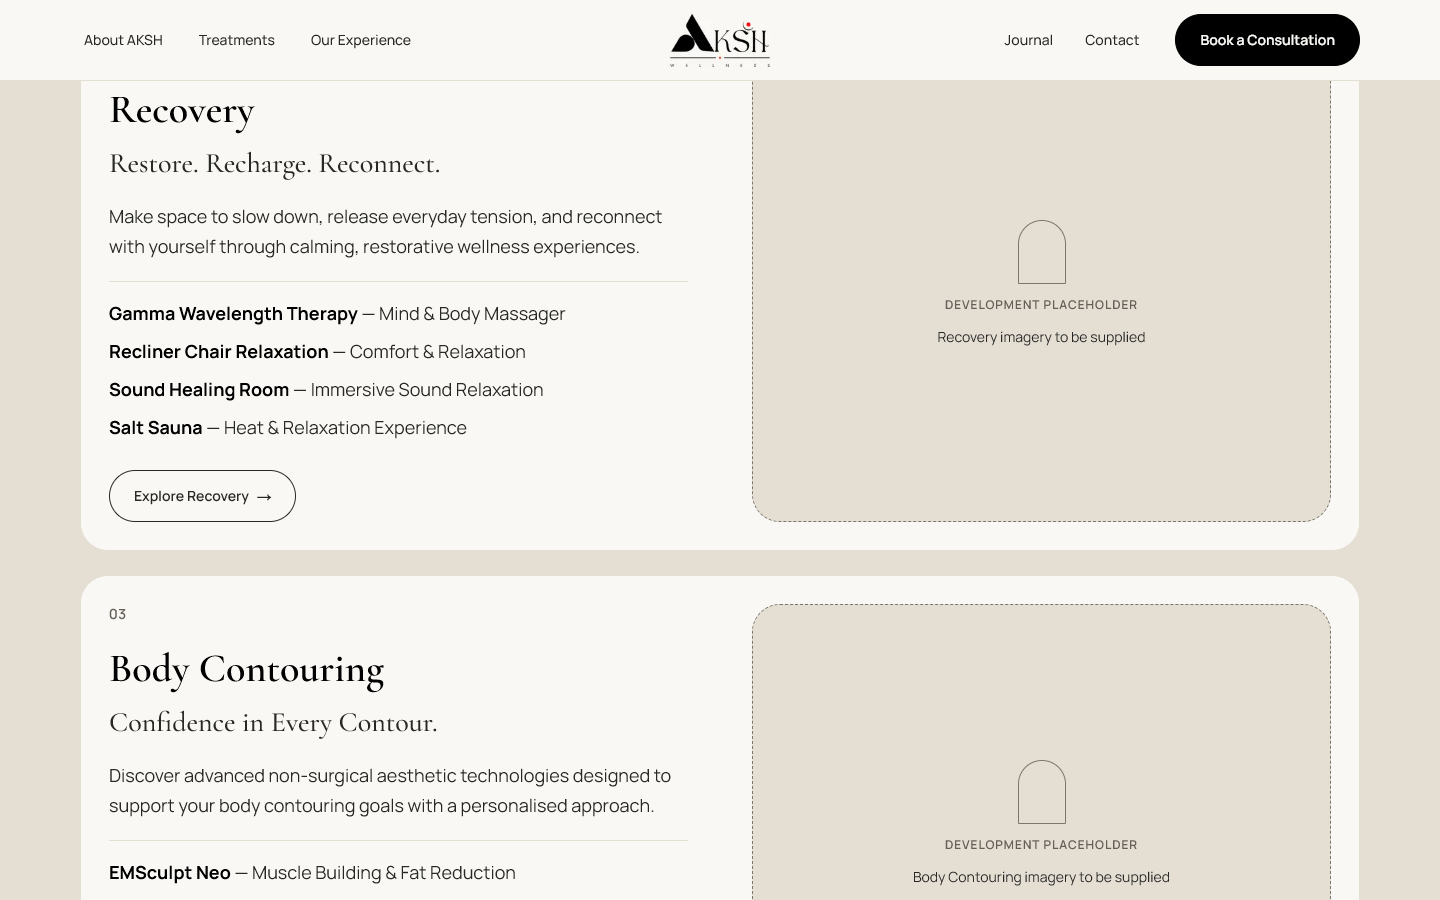 About AKSH
Treatments
Our Experience
AKSH
WELLNESS
Journal
Contact
Book a Consultation
Recovery
Restore. Recharge. Reconnect.
Make space to slow down, release everyday tension, and reconnect
with yourself through calming, restorative wellness experiences.
Gamma Wavelength Therapy — Mind & Body Massager
Recliner Chair Relaxation — Comfort & Relaxation
Sound Healing Room — Immersive Sound Relaxation
Salt Sauna — Heat & Relaxation Experience
Explore Recovery →
DEVELOPMENT PLACEHOLDER
Recovery imagery to be supplied
03
Body Contouring
Confidence in Every Contour.
Discover advanced non-surgical aesthetic technologies designed to
support your body contouring goals with a personalised approach.
EMSculpt Neo — Muscle Building & Fat Reduction
DEVELOPMENT PLACEHOLDER
Body Contouring imagery to be supplied